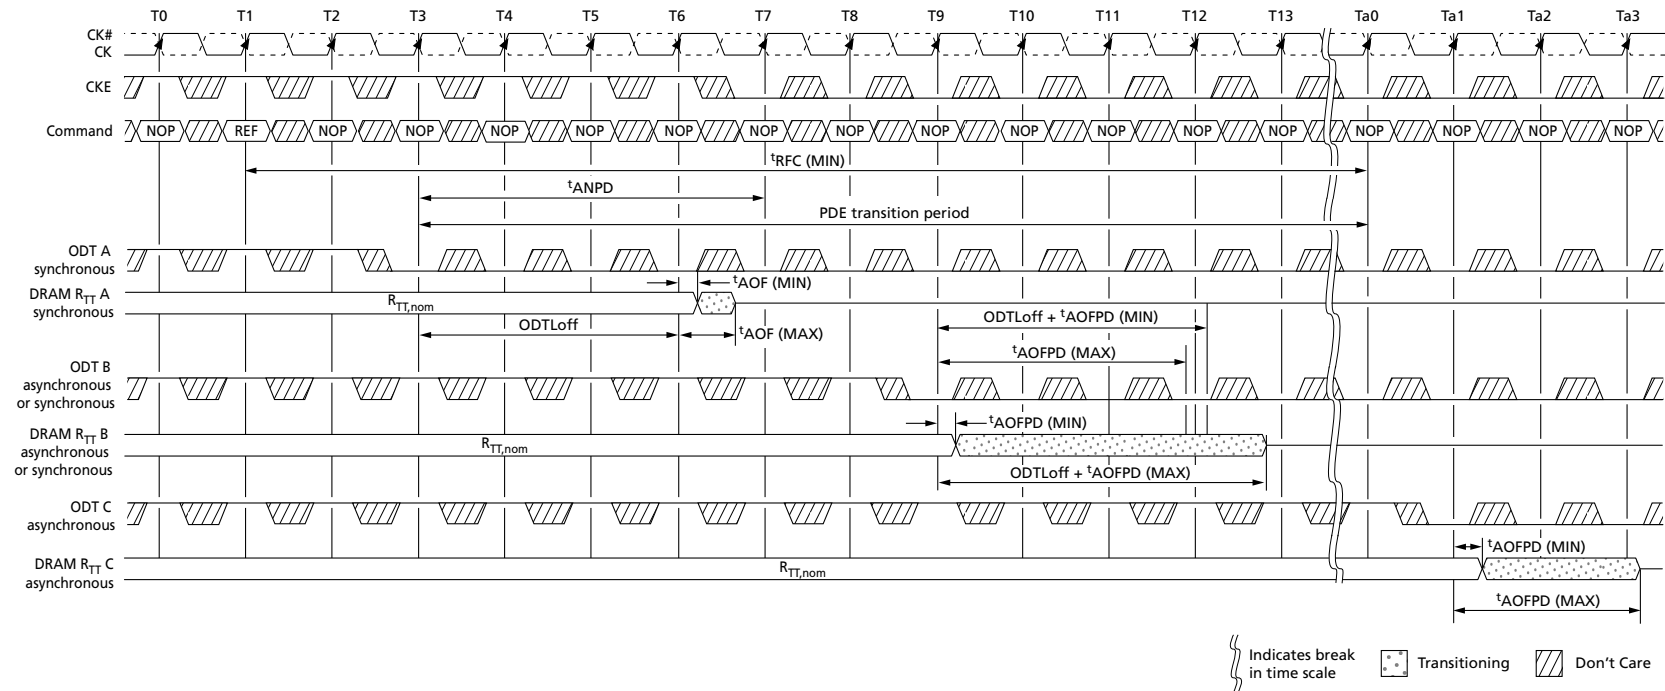 T0 T1 T2 T3 T4 T5 T6 T7 T8 T9 T10 T11 T12 T13 Ta0 Ta1 Ta2 Ta3
CK#
CK
CKE
Command NOP REF NOP NOP NOP NOP NOP NOP NOP NOP NOP NOP NOP NOP NOP NOP NOP NOP
tRFC (MIN)
tANPD
PDE transition period
ODT A
synchronous
tAOF (MIN)
DRAM RTT A
synchronous
RTT,nom
ODTLoff + tAOFPD (MIN)
ODTLoff
tAOF (MAX)
tAOFPD (MAX)
ODT B
asynchronous
or synchronous
tAOFPD (MIN)
DRAM RTT B
asynchronous
or synchronous
RTT,nom
ODTLoff + tAOFPD (MAX)
ODT C
asynchronous
tAOFPD (MIN)
DRAM RTT C
asynchronous
RTT,nom
tAOFPD (MAX)
Indicates break
in time scale
Transitioning
Don't Care